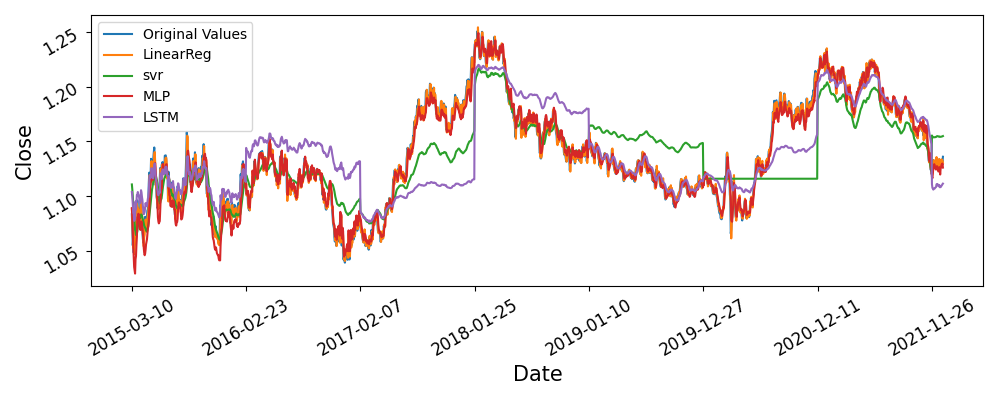 Close
1.25
1.20
1.15
1.10
1.05
Original Values
LinearReg
svr
MLP
LSTM
2015-03-10
2016-02-23
2017-02-07
2018-01-25
2019-01-10
2019-12-27
2020-12-11
2021-11-26
Date